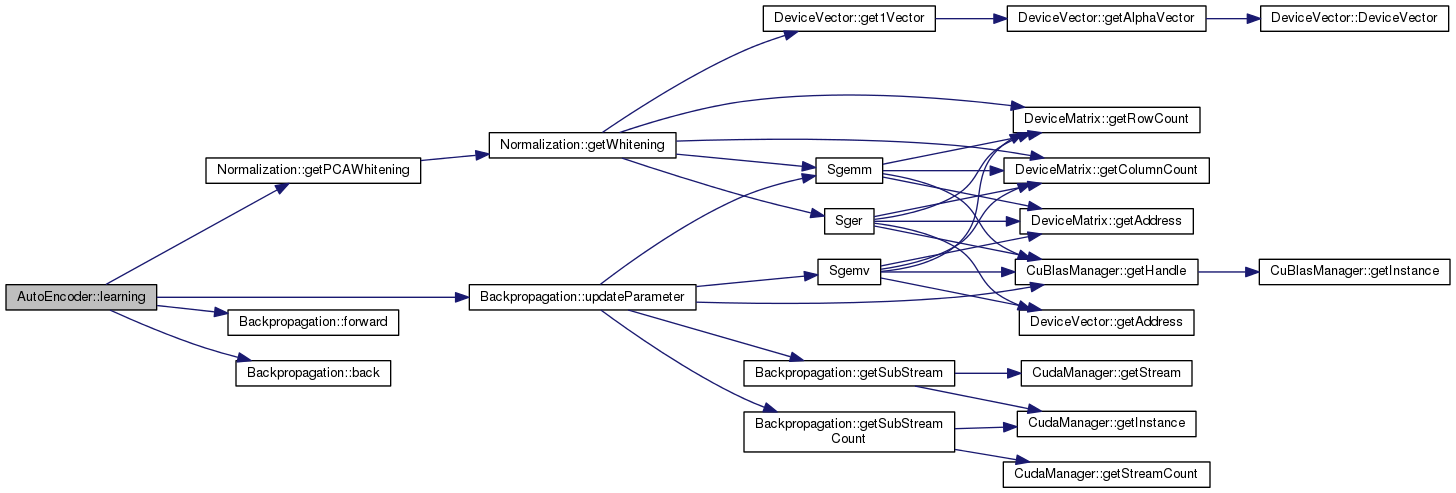 DeviceVector::get1Vector
DeviceVector::getAlphaVector
DeviceVector::DeviceVector
DeviceMatrix::getRowCount
Normalization::getWhitening
Normalization::getPCAWhitening
Sgemm
DeviceMatrix::getColumnCount
Sger
DeviceMatrix::getAddress
Sgemv
CuBlasManager::getHandle
CuBlasManager::getInstance
AutoEncoder::learning
Backpropagation::updateParameter
Backpropagation::forward
DeviceVector::getAddress
Backpropagation::back
Backpropagation::getSubStream
CudaManager::getStream
Backpropagation::getSubStream
Count
CudaManager::getInstance
CudaManager::getStreamCount